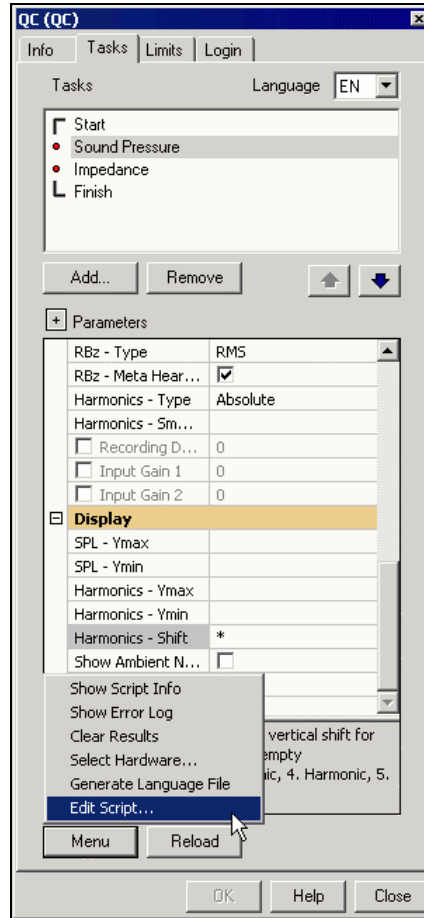 QC (QC)
Info Tasks Limits Login
Tasks Language EN
Start
Sound Pressure
Impedance
Finish
Add... Remove
+ Parameters
RBz - Type RMS
RBz - Meta Hear...
Harmonics - Type Absolute
Harmonics - Sm...
Recording D... 0
Input Gain 1 0
Input Gain 2 0
Display
SPL - Ymax
SPL - Ymin
Harmonics - Ymax
Harmonics - Ymin
Harmonics - Shift *
Show Ambient N...
Show Script Info
Show Error Log
Clear Results
Select Hardware...
Generate Language File
Edit Script...
vertical shift for
empty
ic, 4. Harmonic, 5.
Menu Reload
OK Help Close